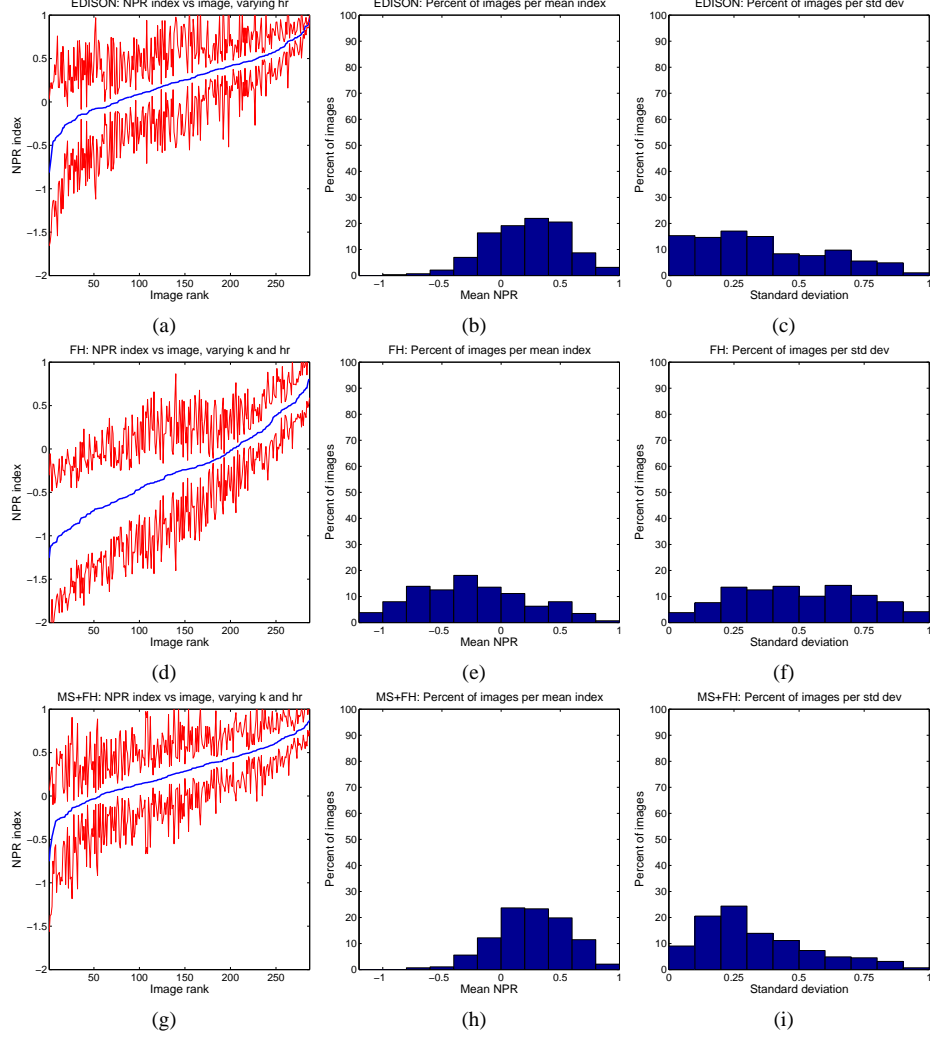 EDISON: NPR index vs image, varying hr
EDISON: Percent of images per mean index
EDISON: Percent of images per std dev
1
0.5
0
−0.5
−1
−1.5
−2
NPR index
50 100 150 200 250
Image rank
100
90
80
70
60
50
40
30
20
10
0
Percent of images
−1 −0.5 0 0.5 1
Mean NPR
100
90
80
70
60
50
40
30
20
10
0
Percent of images
0 0.25 0.5 0.75 1
Standard deviation
(a)
(b)
(c)
FH: NPR index vs image, varying k and hr
FH: Percent of images per mean index
FH: Percent of images per std dev
1
0.5
0
−0.5
−1
−1.5
−2
NPR index
50 100 150 200 250
Image rank
100
90
80
70
60
50
40
30
20
10
0
Percent of images
−1 −0.5 0 0.5 1
Mean NPR
100
90
80
70
60
50
40
30
20
10
0
Percent of images
0 0.25 0.5 0.75 1
Standard deviation
(d)
(e)
(f)
MS+FH: NPR index vs image, varying k and hr
MS+FH: Percent of images per mean index
MS+FH: Percent of images per std dev
1
0.5
0
−0.5
−1
−1.5
−2
NPR index
50 100 150 200 250
Image rank
100
90
80
70
60
50
40
30
20
10
0
Percent of images
−1 −0.5 0 0.5 1
Mean NPR
100
90
80
70
60
50
40
30
20
10
0
Percent of images
0 0.25 0.5 0.75 1
Standard deviation
(g)
(h)
(i)